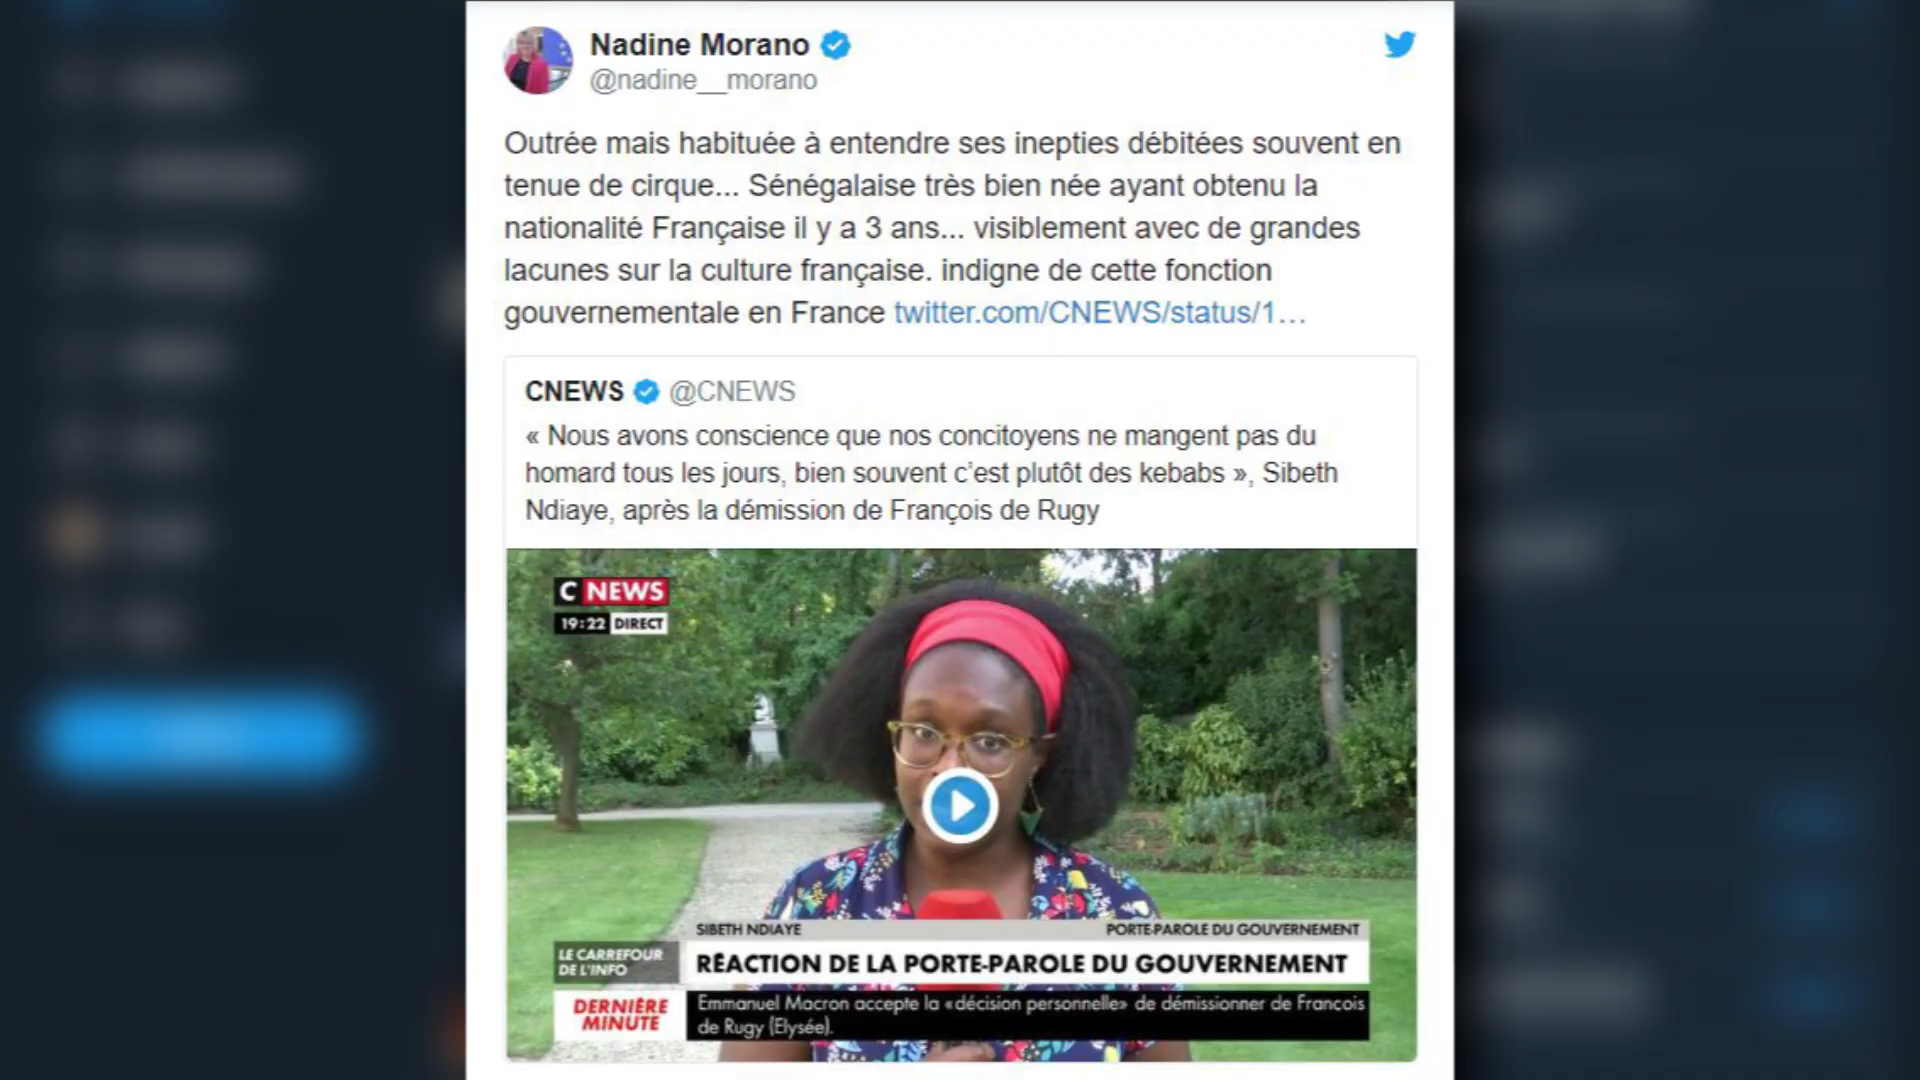 Nadine Morano
@nadine__morano
Outrée mais habituée à entendre ses inepties débitées souvent en
tenue de cirque... Sénégalaise très bien née ayant obtenu la
nationalité Française il y a 3 ans... visiblement avec de grandes
lacunes sur la culture française. indigne de cette fonction
gouvernementale en France twitter.com/CNEWS/status/1...
CNEWS @CNEWS
« Nous avons conscience que nos concitoyens ne mangent pas du
homard tous les jours, bien souvent c’est plutôt des kebabs », Sibeth
Ndiaye, après la démission de François de Rugy
C NEWS
19:22 DIRECT
SIBETH NDIAYE PORTE-PAROLE DU GOUVERNEMENT
LE CARREFOUR
DE L'INFO
RÉACTION DE LA PORTE-PAROLE DU GOUVERNEMENT
DERNIÈRE
MINUTE
Emmanuel Macron accepte la «décision personnelle» de démissionner de Francois
de Rugy (Elysée).